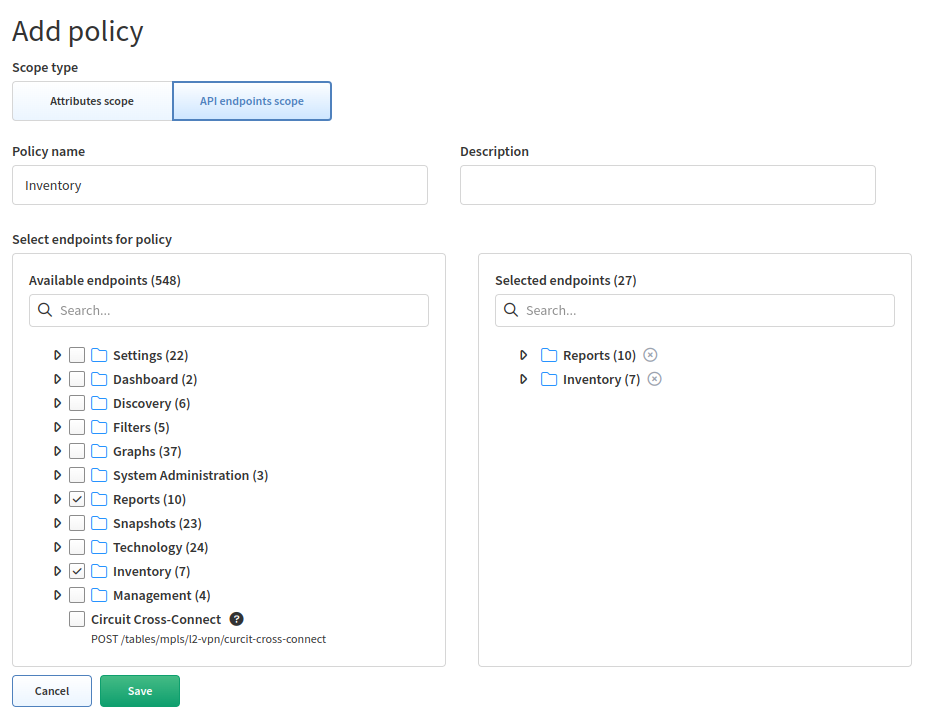 Add policy
Scope type
Attributes scope
API endpoints scope
Policy name
Description
Inventory
Select endpoints for policy
Available endpoints (548)
Search...
Settings (22)
Dashboard (2)
Discovery (6)
Filters (5)
Graphs (37)
System Administration (3)
Reports (10)
Snapshots (23)
Technology (24)
Inventory (7)
Management (4)
Circuit Cross-Connect ?
POST /tables/mpls/l2-vpn/curcit-cross-connect
Selected endpoints (27)
Search...
Reports (10)
Inventory (7)
Cancel
Save